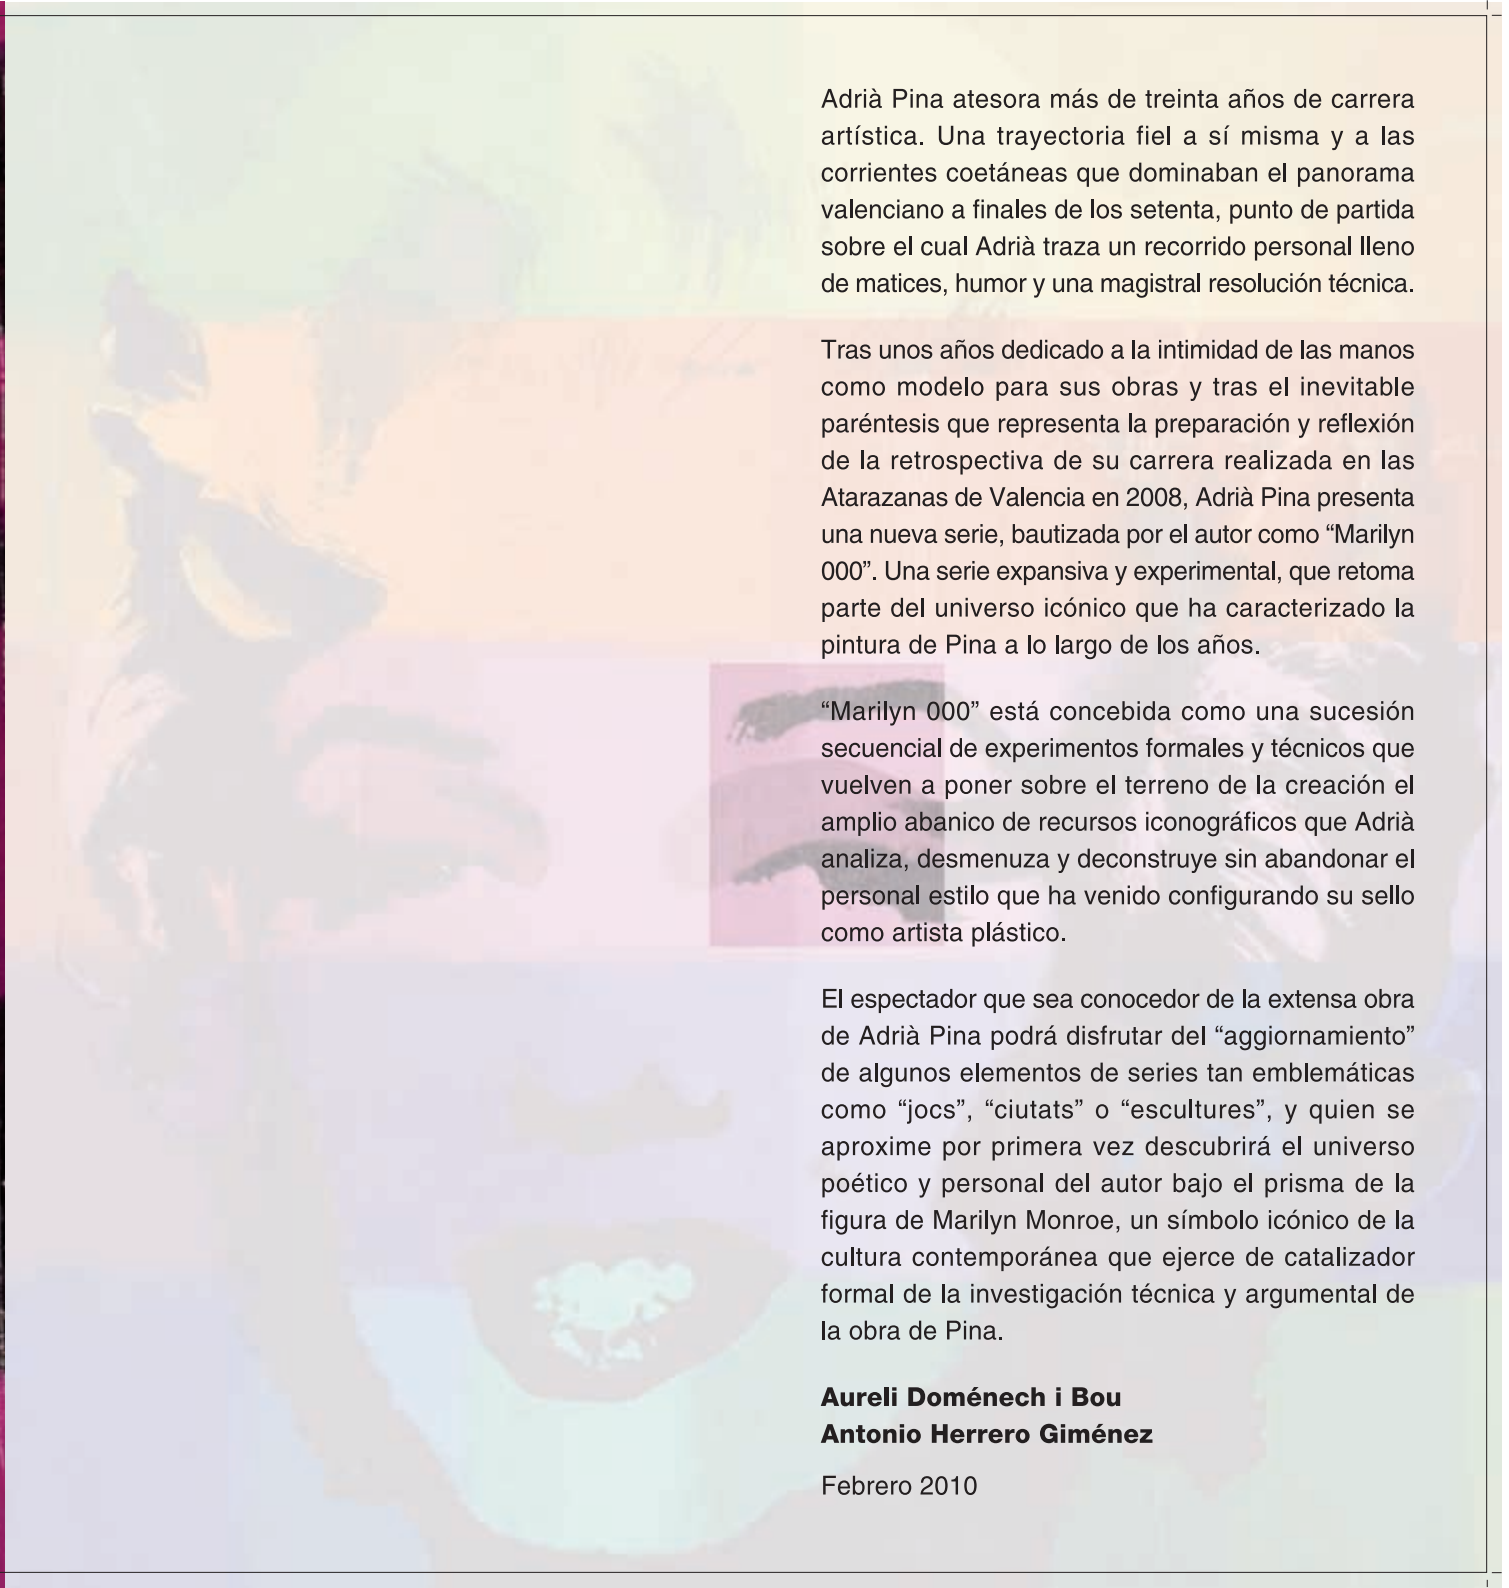 Adrià Pina atesora más de treinta años de carrera
artística. Una trayectoria fiel a sí misma y a las
corrientes coetáneas que dominaban el panorama
valenciano a finales de los setenta, punto de partida
sobre el cual Adrià traza un recorrido personal lleno
de matices, humor y una magistral resolución técnica.
Tras unos años dedicado a la intimidad de las manos
como modelo para sus obras y tras el inevitable
paréntesis que representa la preparación y reflexión
de la retrospectiva de su carrera realizada en las
Atarazanas de Valencia en 2008, Adrià Pina presenta
una nueva serie, bautizada por el autor como “Marilyn
000”. Una serie expansiva y experimental, que retoma
parte del universo icónico que ha caracterizado la
pintura de Pina a lo largo de los años.
“Marilyn 000” está concebida como una sucesión
secuencial de experimentos formales y técnicos que
vuelven a poner sobre el terreno de la creación el
amplio abanico de recursos iconográficos que Adrià
analiza, desmenuza y deconstruye sin abandonar el
personal estilo que ha venido configurando su sello
como artista plástico.
El espectador que sea conocedor de la extensa obra
de Adrià Pina podrá disfrutar del “aggiornamiento”
de algunos elementos de series tan emblemáticas
como “jocs”, “ciutats” o “escultures”, y quien se
aproxime por primera vez descubrirá el universo
poético y personal del autor bajo el prisma de la
figura de Marilyn Monroe, un símbolo icónico de la
cultura contemporánea que ejerce de catalizador
formal de la investigación técnica y argumental de
la obra de Pina.
Aureli Doménech i Bou
Antonio Herrero Giménez
Febrero 2010